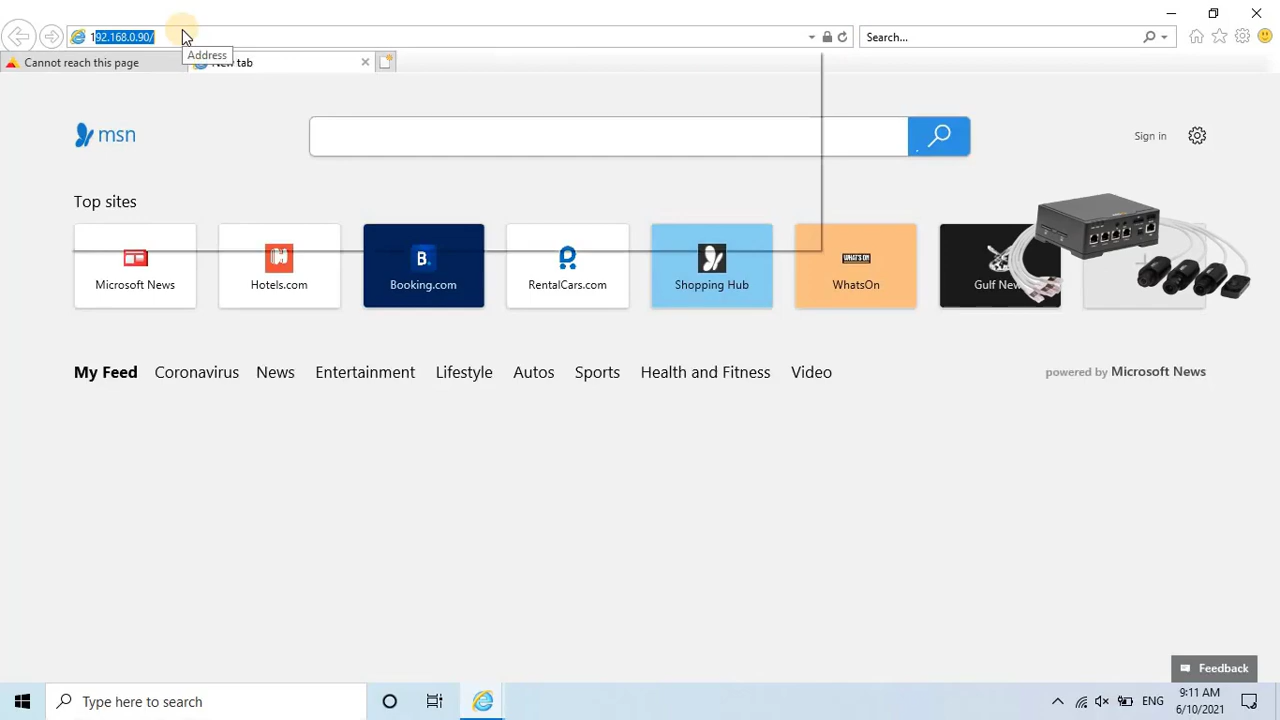 192.168.0.90/
Search...
Cannot reach this page
Address
New tab
msn
Sign in
Top sites
Microsoft News
Hotels.com
B.
Booking.com
RentalCars.com
Shopping Hub
WHAT'S ON
WhatsOn
Gulf New
My Feed Coronavirus News Entertainment Lifestyle Autos Sports Health and Fitness Video
powered by Microsoft News
Feedback
Type here to search
ENG
9:11 AM
6/10/2021